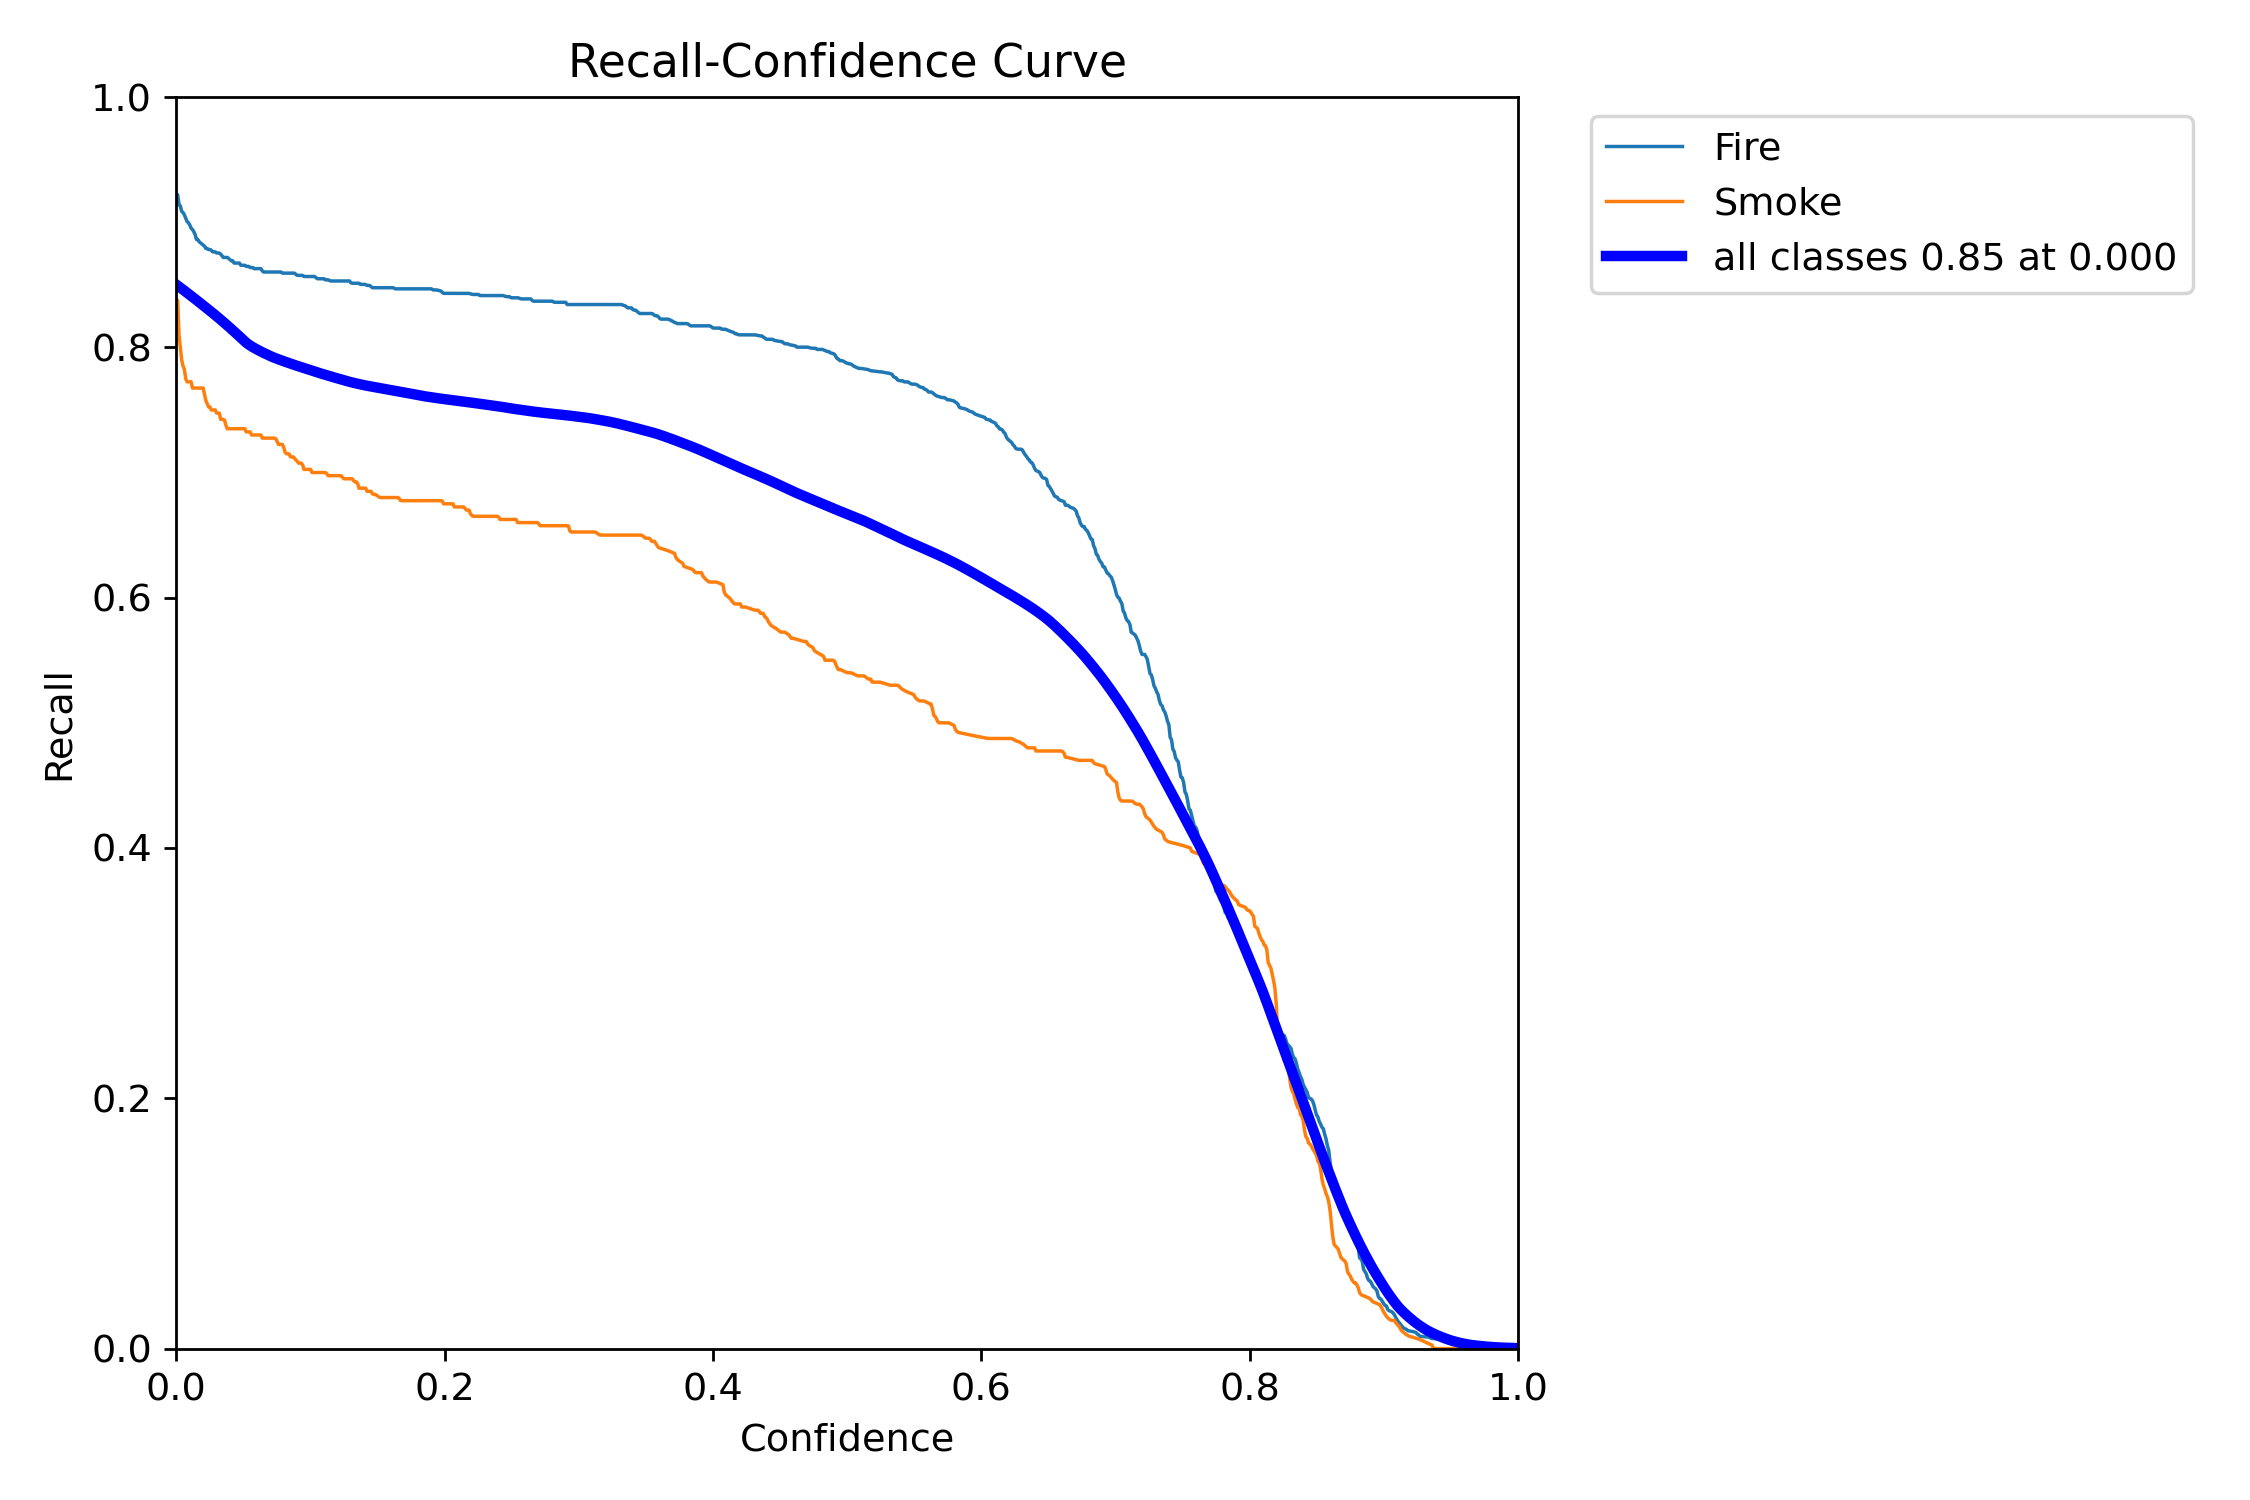 Recall-Confidence Curve
1.0
0.8
0.6
0.4
0.2
0.0
Recall
0.0 0.2 0.4 0.6 0.8 1.0
Confidence
Fire
Smoke
all classes 0.85 at 0.000